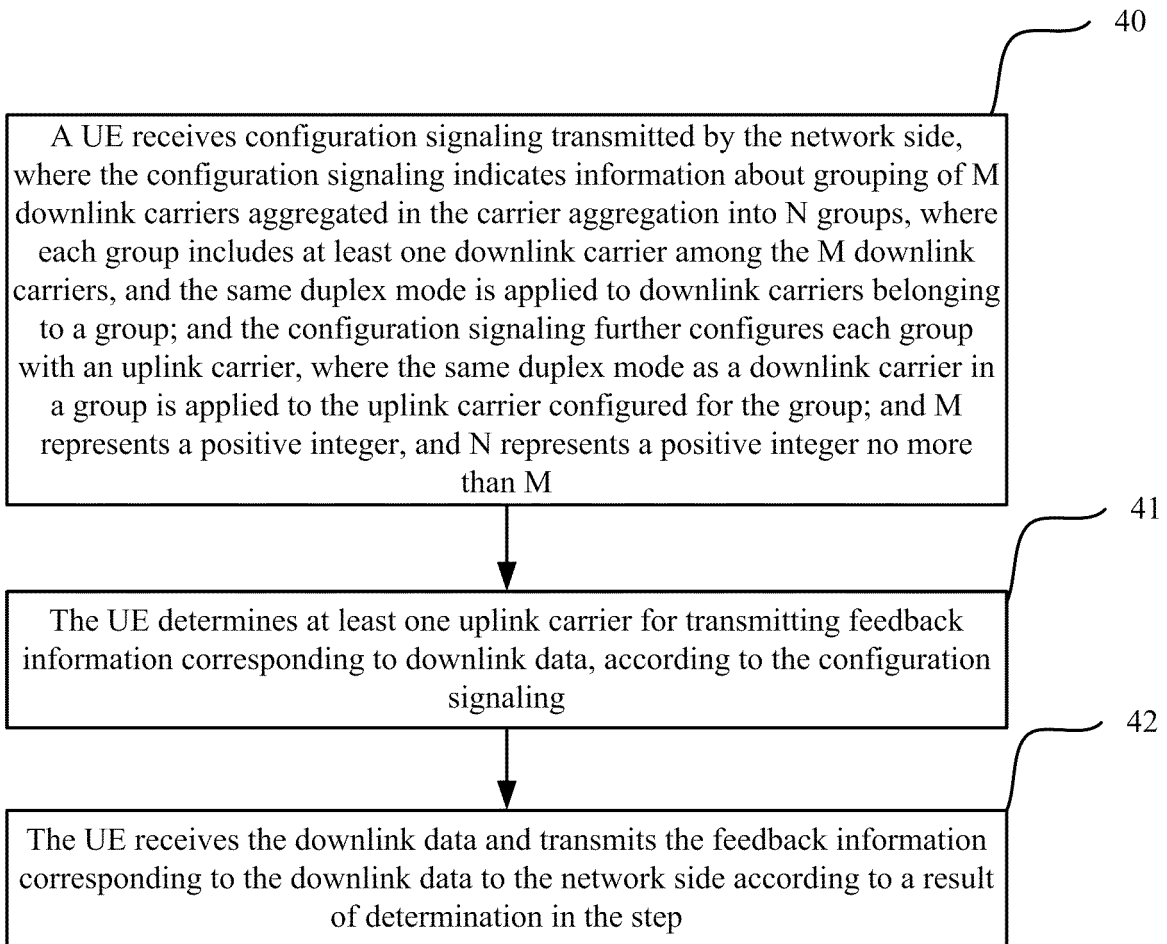 40
A UE receives configuration signaling transmitted by the network side,
where the configuration signaling indicates information about grouping of M
downlink carriers aggregated in the carrier aggregation into N groups, where
each group includes at least one downlink carrier among the M downlink
carriers, and the same duplex mode is applied to downlink carriers belonging
to a group; and the configuration signaling further configures each group
with an uplink carrier, where the same duplex mode as a downlink carrier in
a group is applied to the uplink carrier configured for the group; and M
represents a positive integer, and N represents a positive integer no more
than M
41
The UE determines at least one uplink carrier for transmitting feedback
information corresponding to downlink data, according to the configuration
signaling
42
The UE receives the downlink data and transmits the feedback information
corresponding to the downlink data to the network side according to a result
of determination in the step